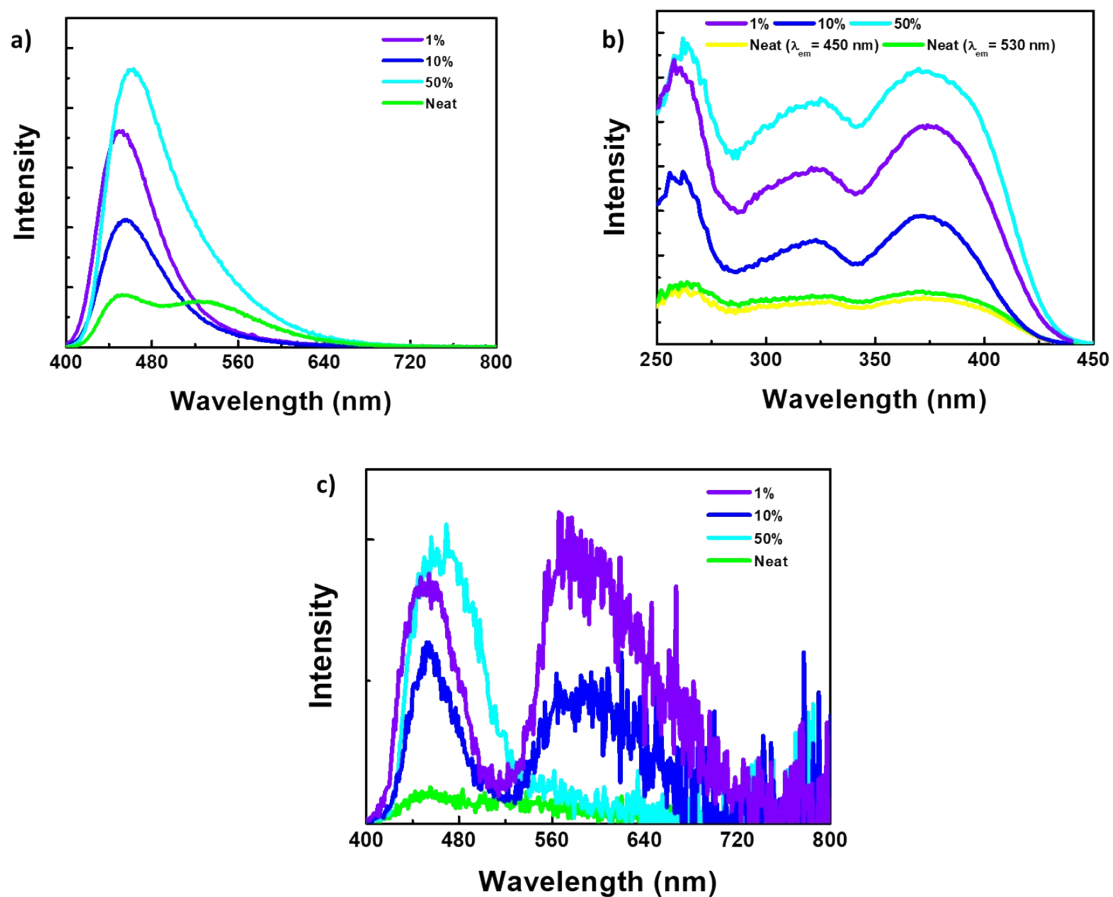 a)
1%
10%
50%
Neat
Intensity
400 480 560 640 720 800
Wavelength (nm)
b)
1% 10% 50%
Neat (λem= 450 nm) Neat (λem= 530 nm)
Intensity
250 300 350 400 450
Wavelength (nm)
c)
1%
10%
50%
Neat
Intensity
400 480 560 640 720 800
Wavelength (nm)